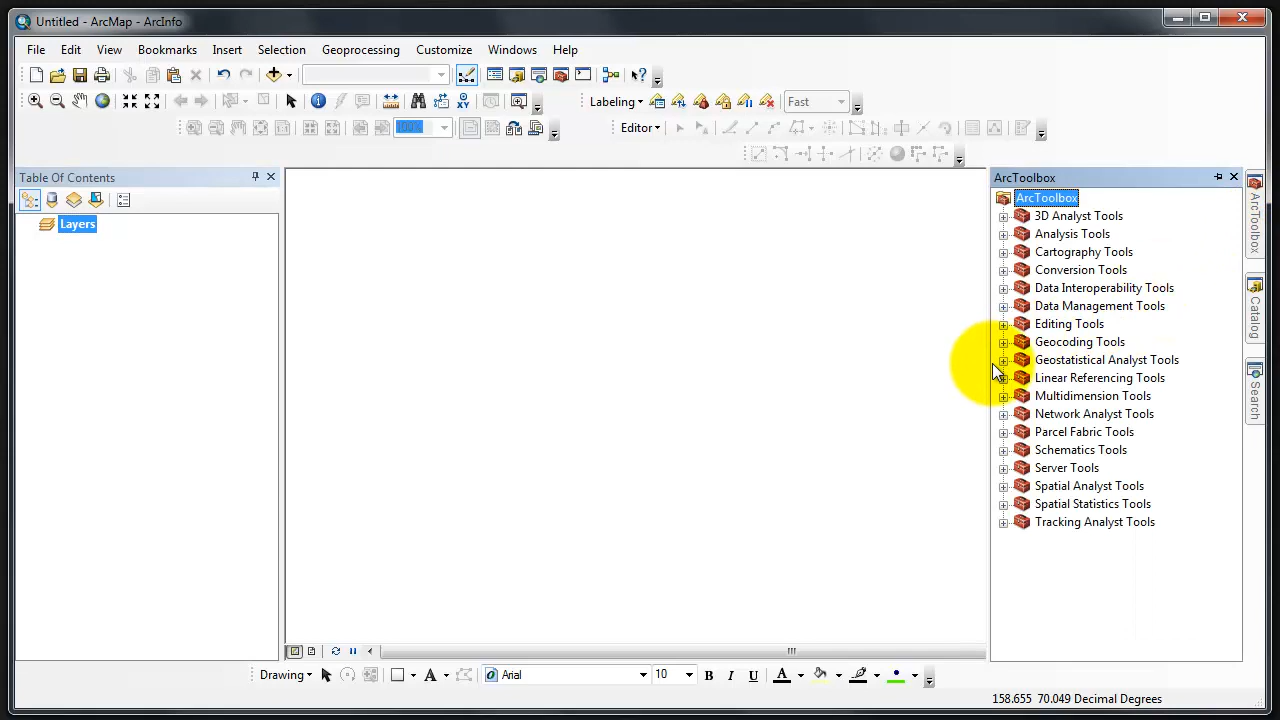 Untitled - ArcMap - ArcInfo
File Edit View Bookmarks Insert Selection Geoprocessing Customize Windows Help
Labeling Fast
100% Editor
Table Of Contents
ArcToolbox
Layers
ArcToolbox
3D Analyst Tools
Analysis Tools
Cartography Tools
Conversion Tools
Data Interoperability Tools
Data Management Tools
Editing Tools
Geocoding Tools
Geostatistical Analyst Tools
Linear Referencing Tools
Multidimension Tools
Network Analyst Tools
Parcel Fabric Tools
Schematics Tools
Server Tools
Spatial Analyst Tools
Spatial Statistics Tools
Tracking Analyst Tools
ArcToolbox
Catalog
Search
Drawing A Arial 10 B I U A
158.655 70.049 Decimal Degrees